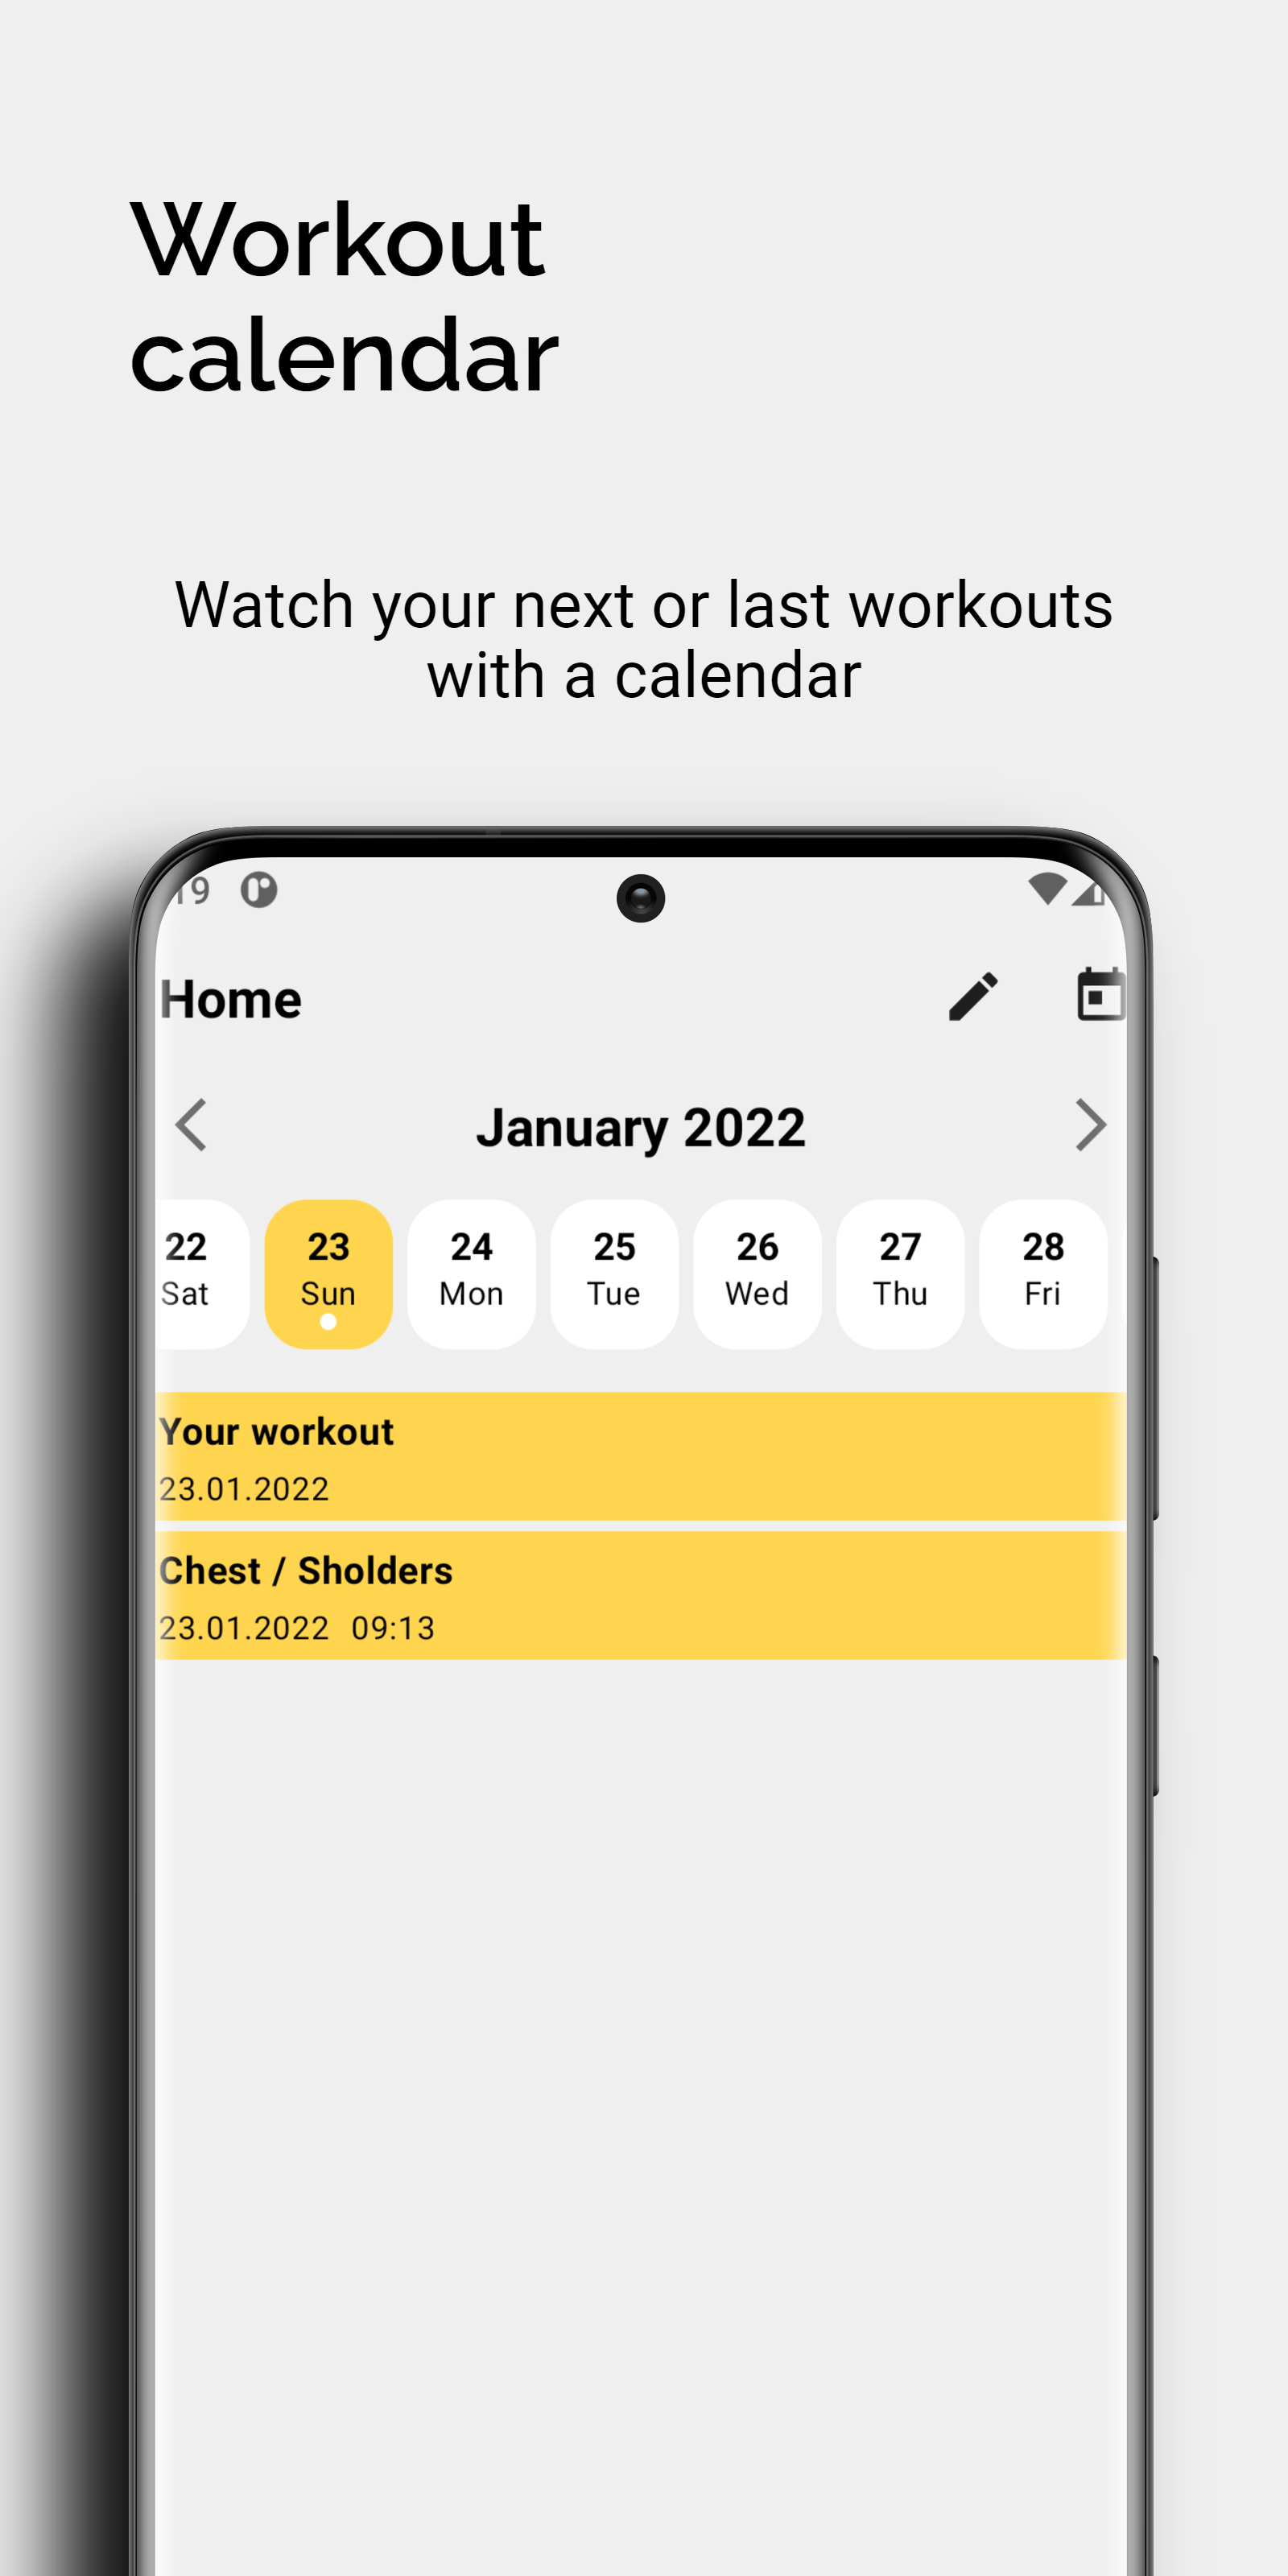 Workout
calendar
Watch your next or last workouts
with a calendar
19
Home
January 2022
22 23 24 25 26 27 28
Sat Sun Mon Tue Wed Thu Fri
Your workout
23.01.2022
Chest / Sholders
23.01.2022 09:13